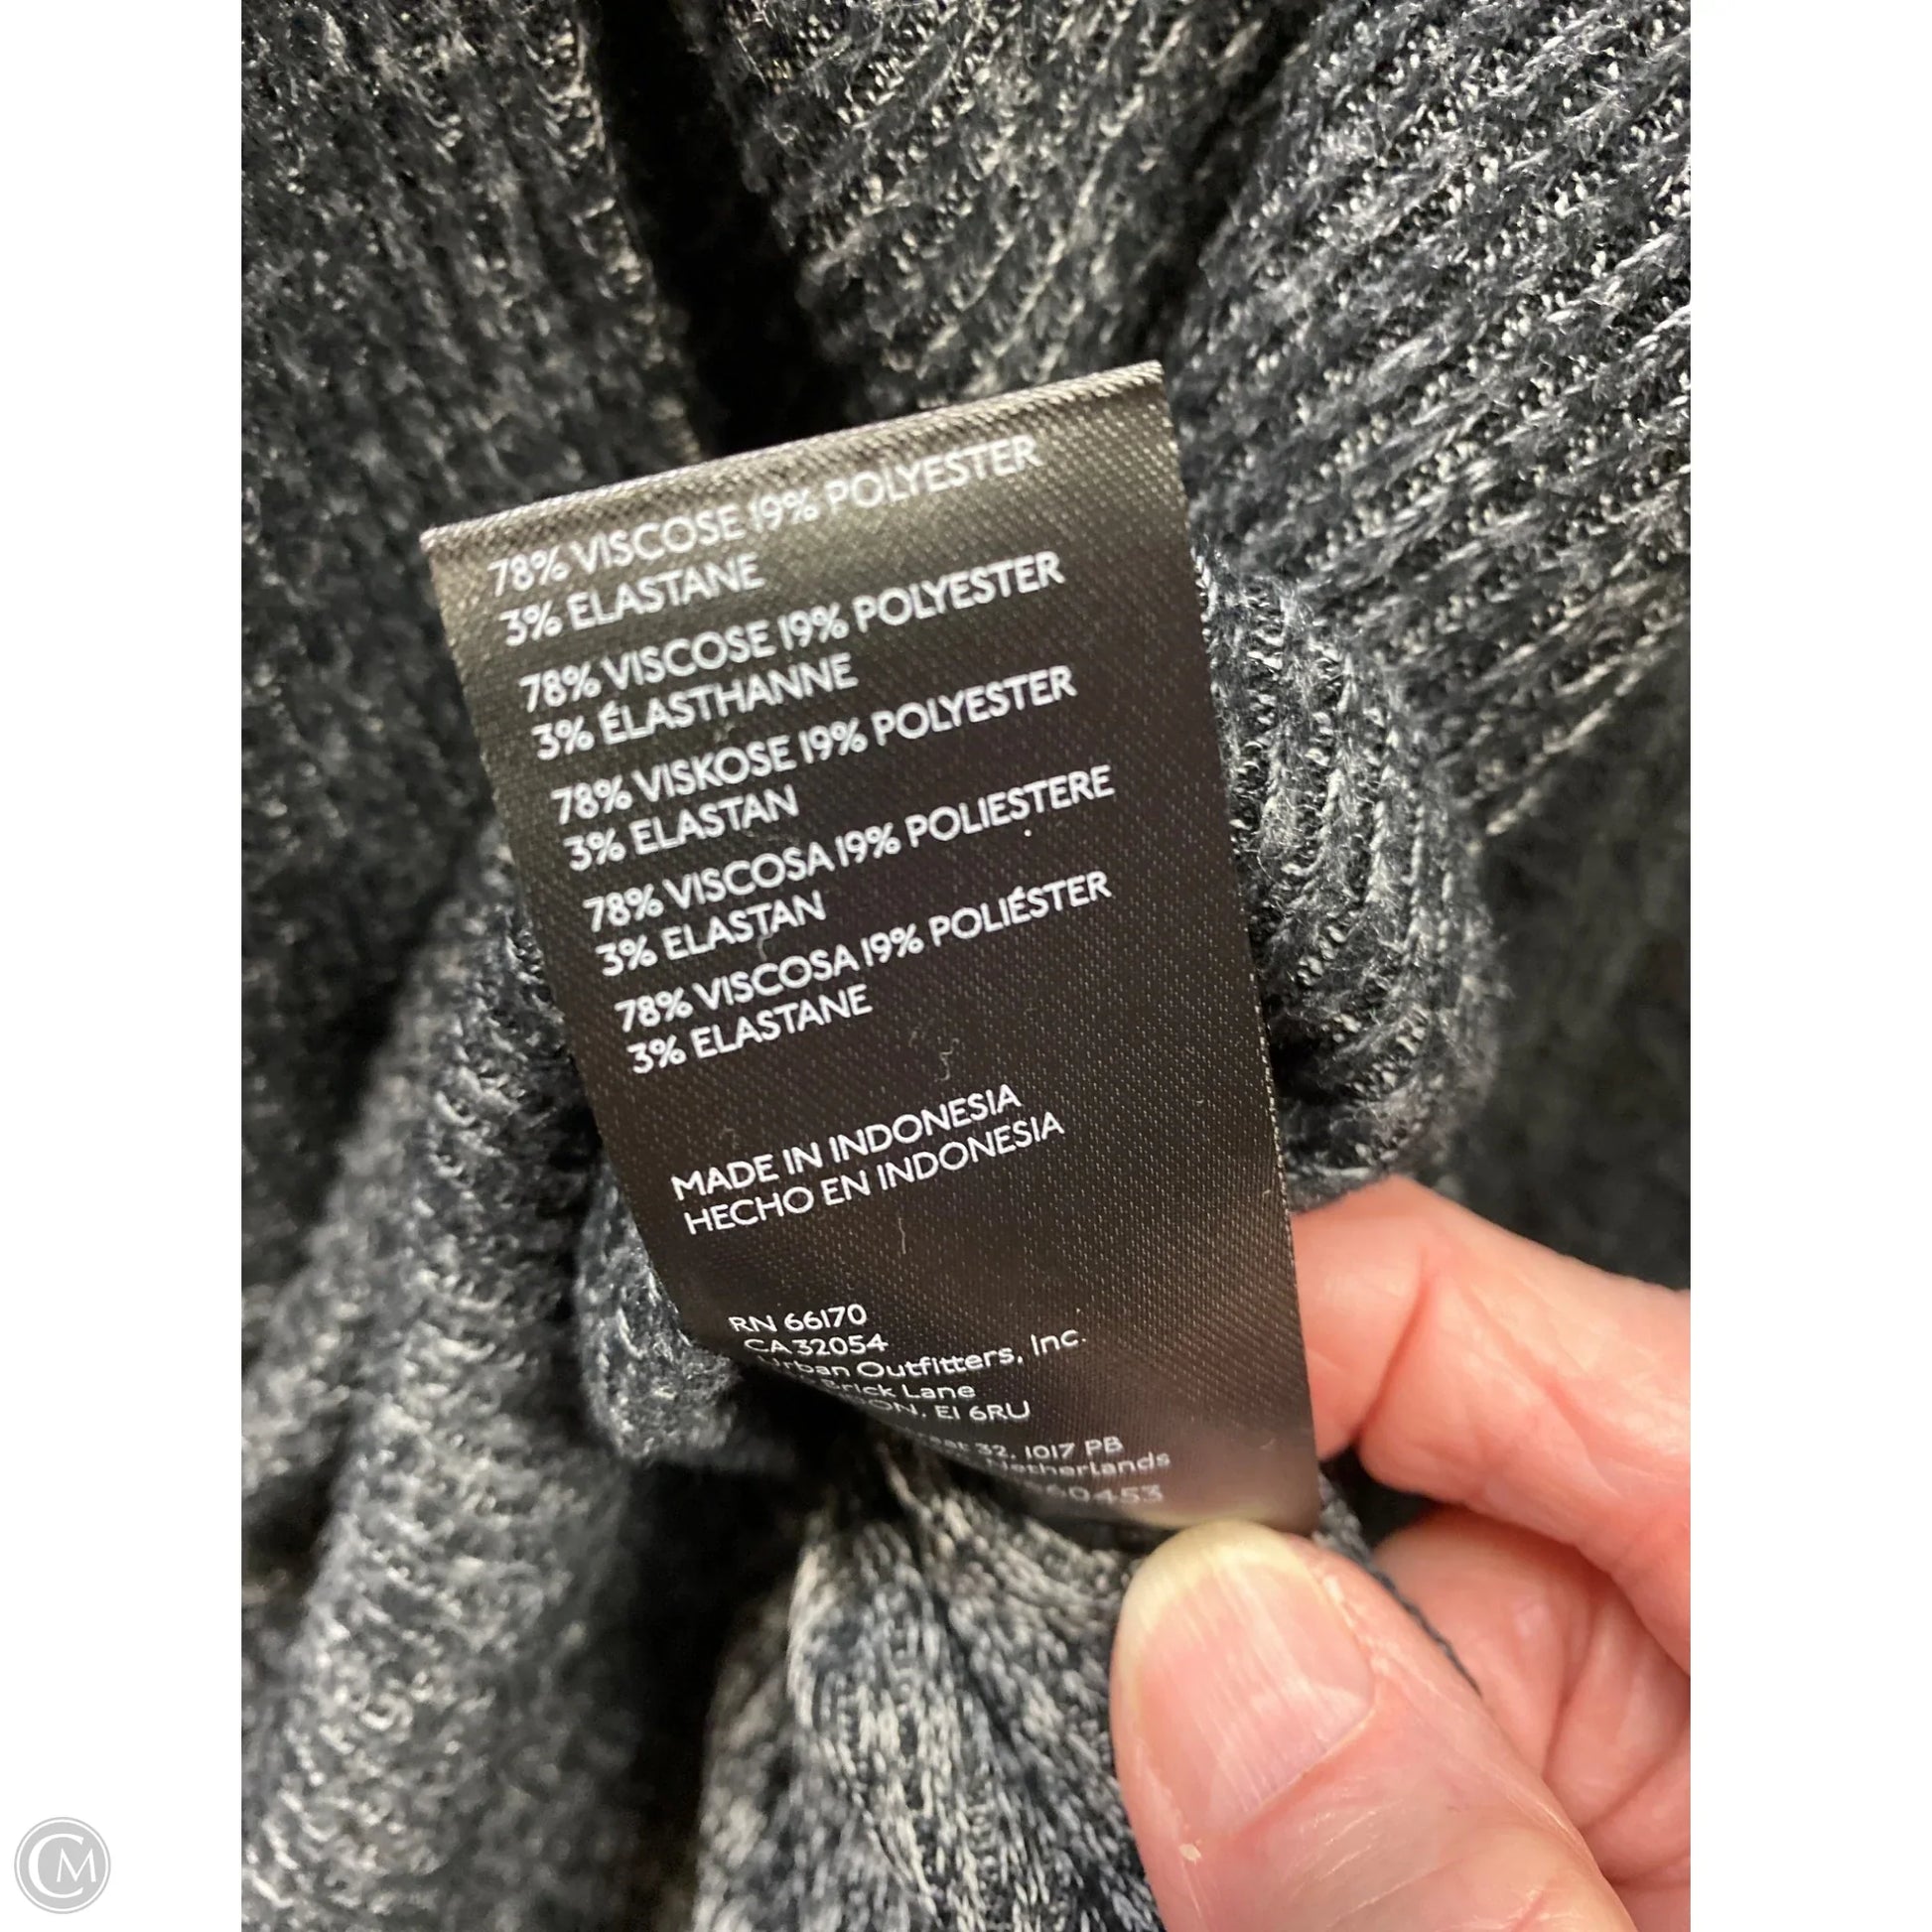 78% VISCOSE 19% POLYESTER
3% ELASTANE
78% VISCOSE 19% POLYESTER
3% ÉLASTHANNE
78% VISKOSE 19% POLYESTER
3% ELASTAN
78% VISCOSA 19% POLIESTERE
3% ELASTAN
78% VISCOSA 19% POLIÉSTER
3% ELASTANE
MADE IN INDONESIA
HECHO EN INDONESIA
RN 66170
CA 32054
Urban Outfitters, Inc.
Brick Lane
E1 6RU
32, 1017 PB
Netherlands
CM